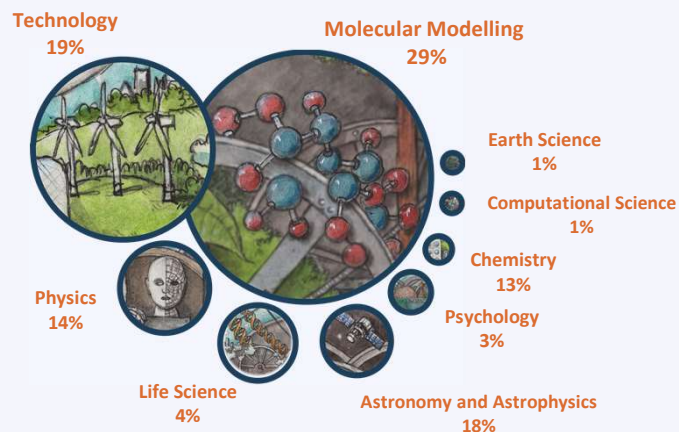 Technology
19%
Molecular Modelling
29%
Earth Science
1%
Computational Science
1%
Chemistry
13%
Psychology
3%
Physics
14%
Life Science
4%
Astronomy and Astrophysics
18%